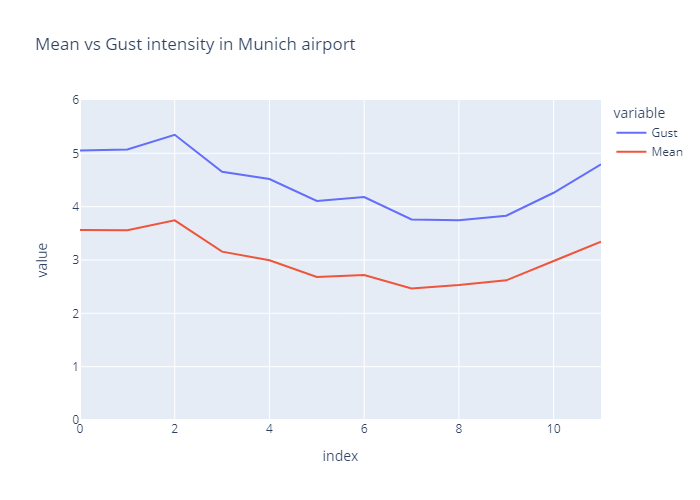 Mean vs Gust intensity in Munich airport
variable
Gust
Mean
value
6
5
4
3
2
1
0
0 2 4 6 8 10
index